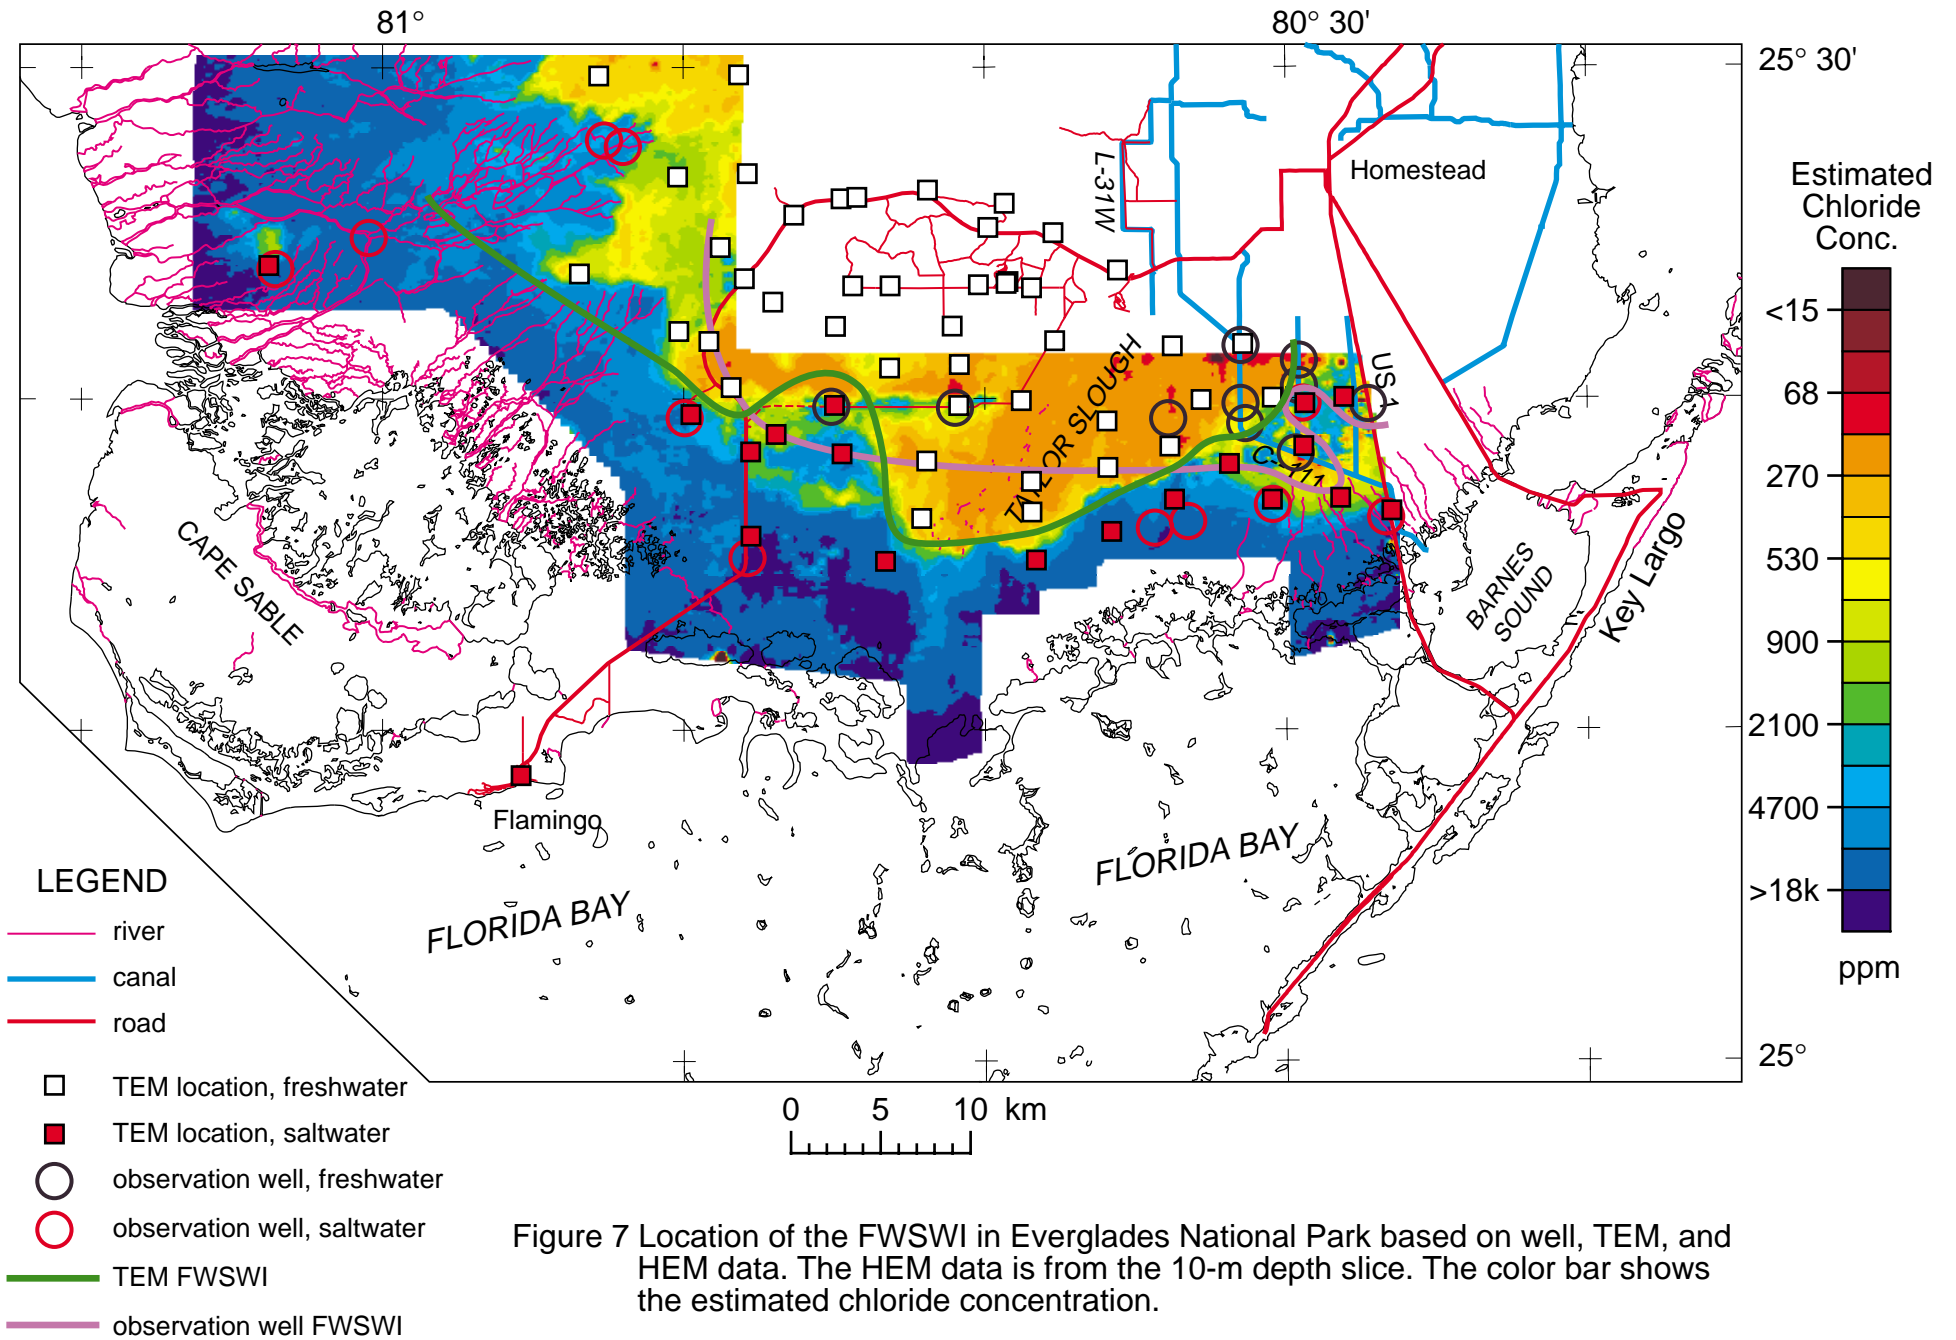 81°
80° 30'
25° 30'
Homestead
L-31W
Estimated
Chloride
Conc.
<15
68
270
530
900
2100
4700
>18k
ppm
US 1
TAYLOR SLOUGH
C-111
CAPE SABLE
BARNES
SOUND
Key Largo
Flamingo
FLORIDA BAY
FLORIDA BAY
25°
0 5 10 km
LEGEND
river
canal
road
TEM location, freshwater
TEM location, saltwater
observation well, freshwater
observation well, saltwater
TEM FWSWI
observation well FWSWI
Figure 7 Location of the FWSWI in Everglades National Park based on well, TEM, and
HEM data. The HEM data is from the 10-m depth slice. The color bar shows
the estimated chloride concentration.